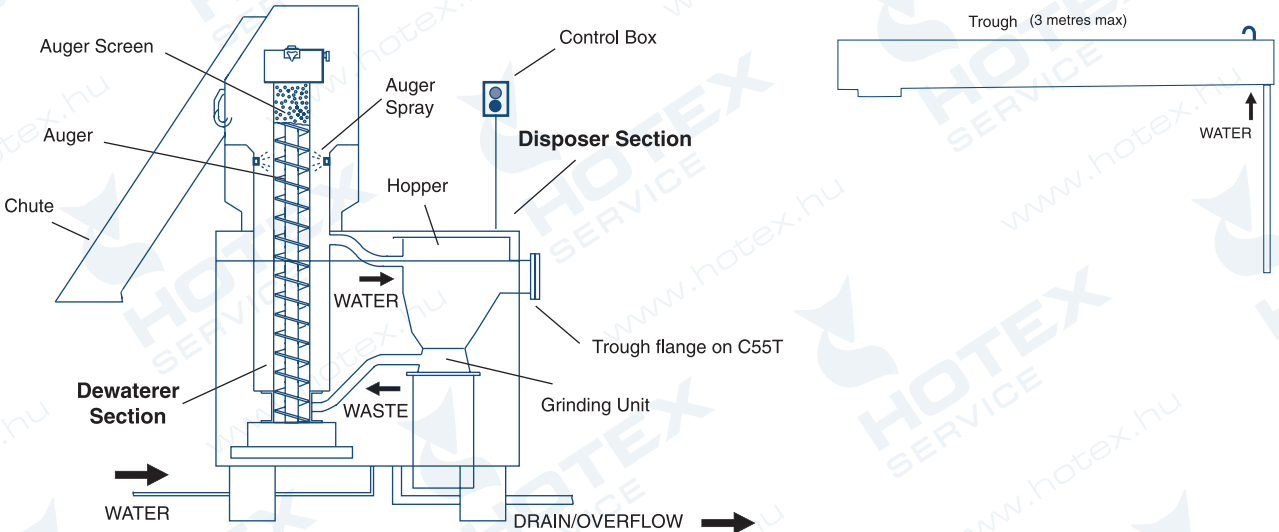 Auger Screen
Auger
Chute
Auger
Spray
Control Box
Disposer Section
Hopper
WATER
Trough flange on C55T
Dewaterer
Section
WASTE
Grinding Unit
WATER
DRAIN/OVERFLOW
Trough (3 metres max)
WATER
HOTEX
SERVICE
www.hotex.hu